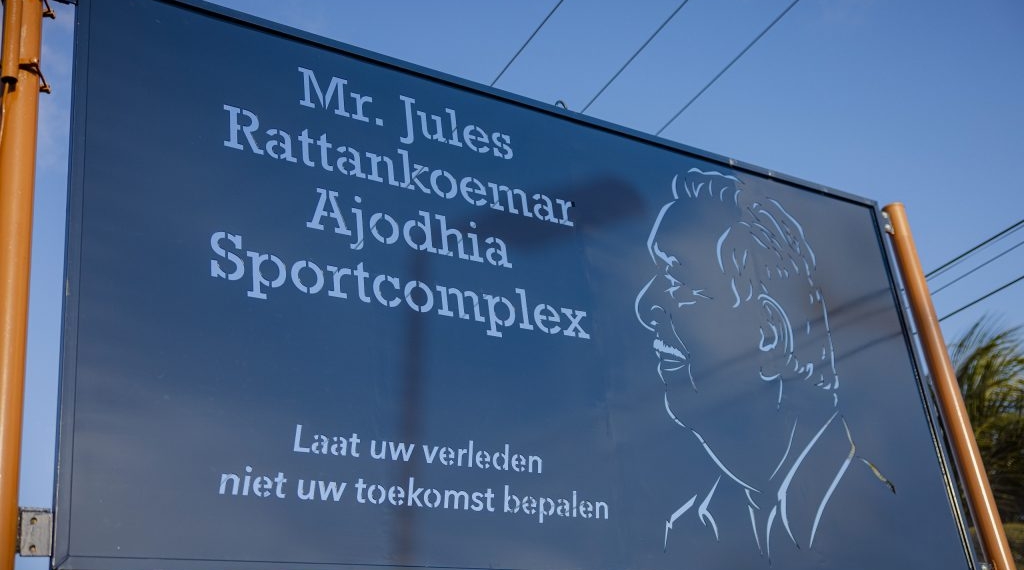 Mr. Jules
Rattankoemar
Ajodhia
Sportcomplex
Laat uw verleden
niet uw toekomst bepalen